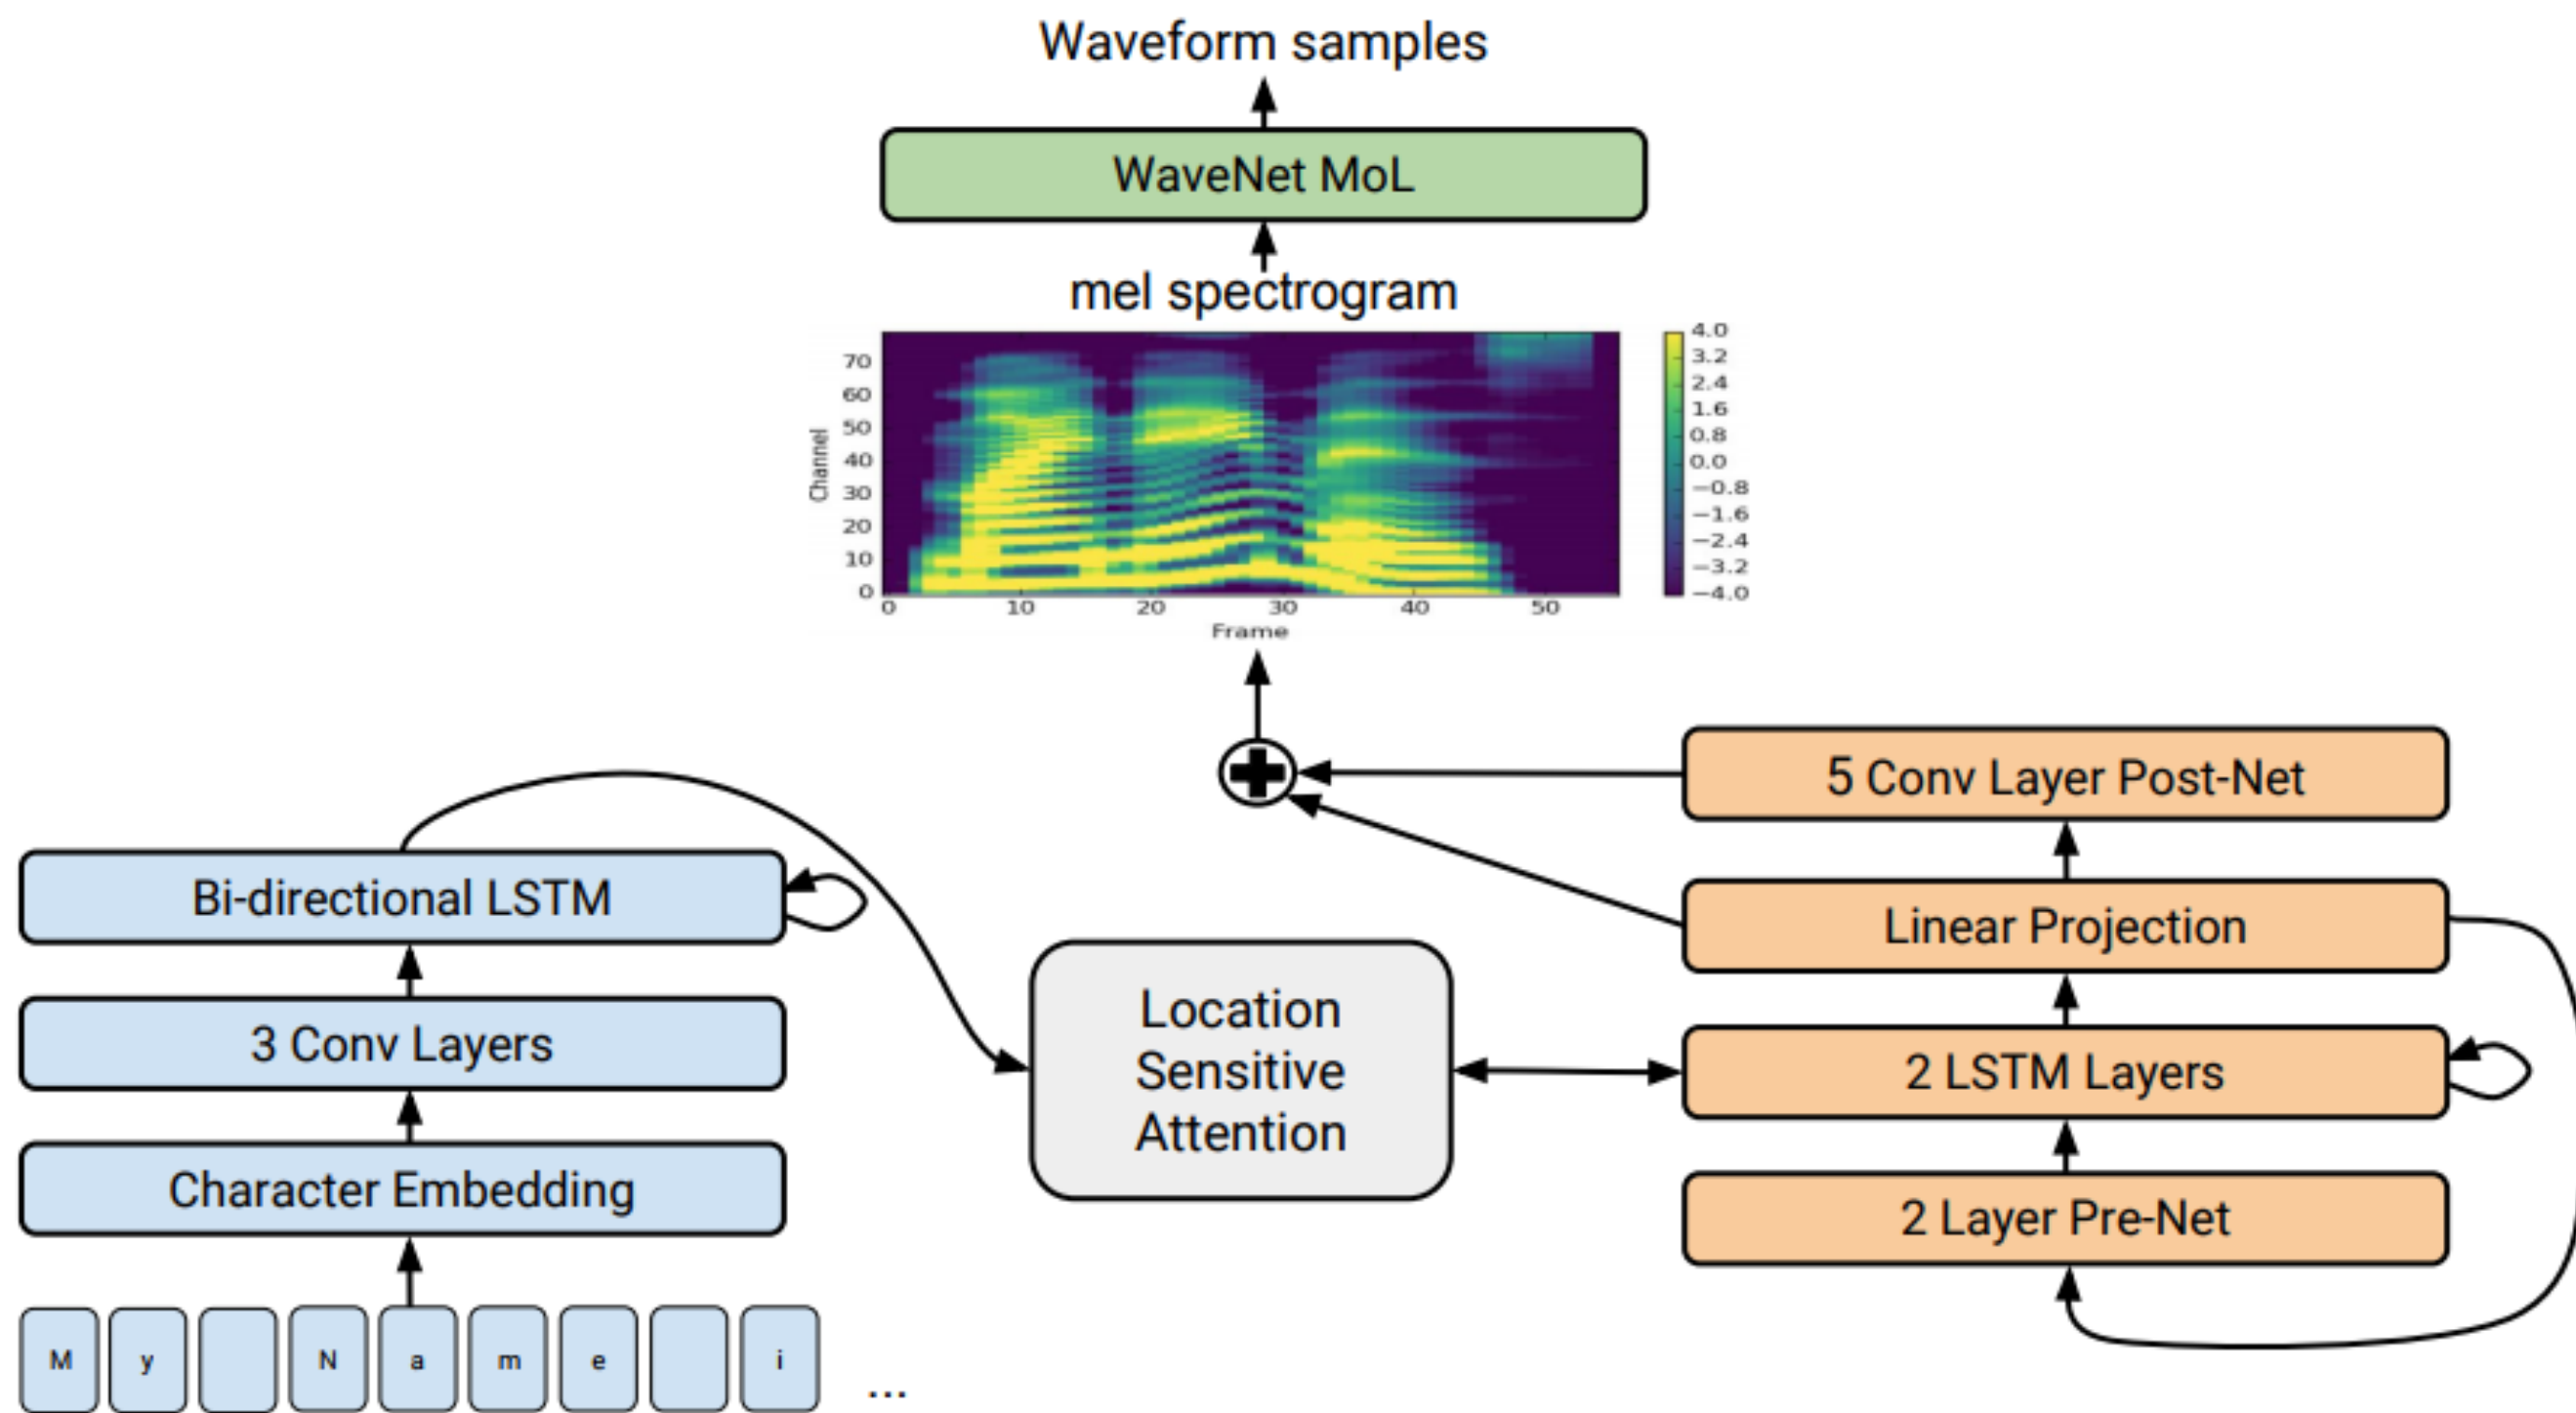 Waveform samples
WaveNet MoL
mel spectrogram
70
60
50
40
30
20
10
0
Channel
0 10 20 30 40 50
Frame
4.0
3.2
2.4
1.6
0.8
0.0
−0.8
−1.6
−2.4
−3.2
−4.0
5 Conv Layer Post-Net
Linear Projection
2 LSTM Layers
2 Layer Pre-Net
Location
Sensitive
Attention
Bi-directional LSTM
3 Conv Layers
Character Embedding
M y N a m e i ...